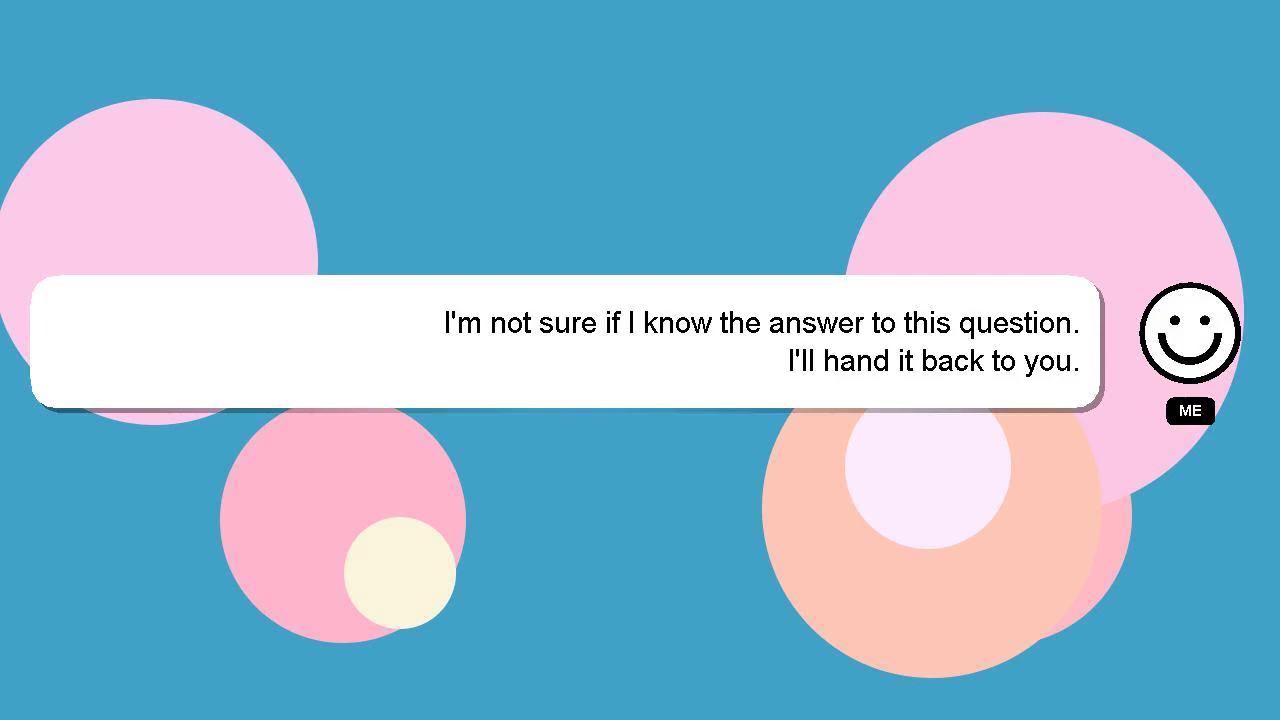 I'm not sure if I know the answer to this question.
I'll hand it back to you.
ME